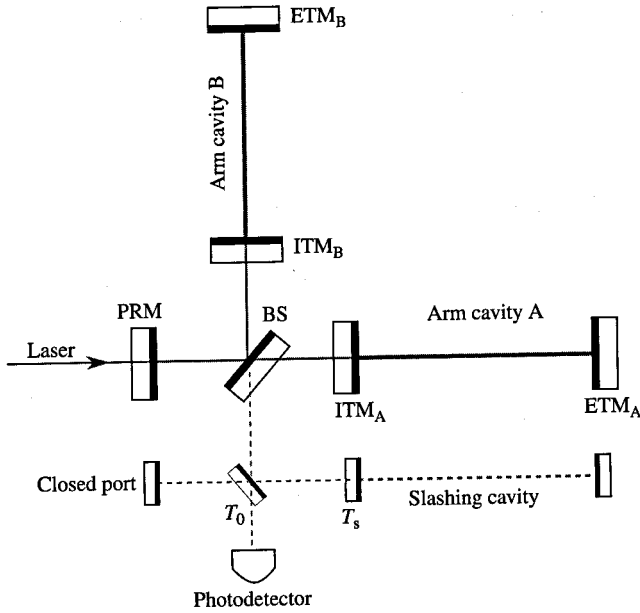 ETM_B
Arm cavity B
ITM_B
PRM
BS
Arm cavity A
Laser
ITM_A
ETM_A
Closed port
T_0
T_s
Slashing cavity
Photodetector